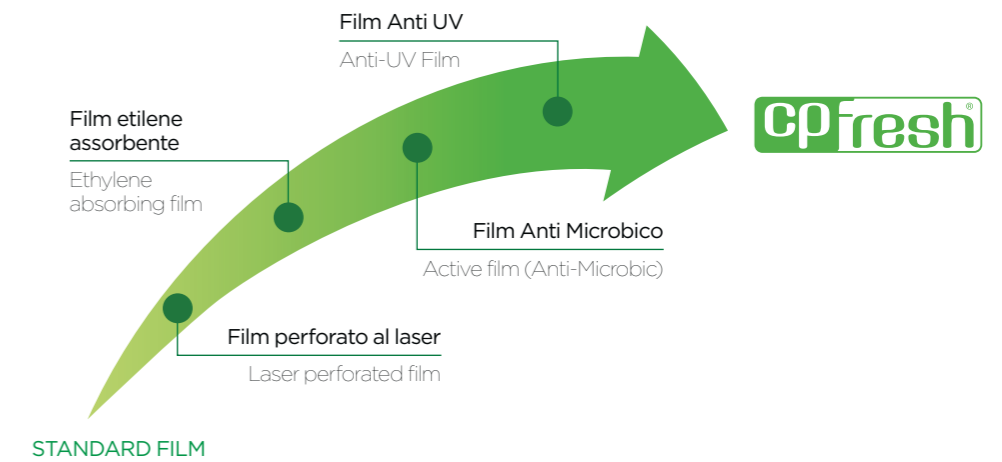 Film Anti UV
Anti-UV Film
Film etilene
assorbente
Ethylene
absorbing film
cpfresh®
Film Anti Microbico
Active film (Anti-Microbic)
Film perforato al laser
Laser perforated film
STANDARD FILM